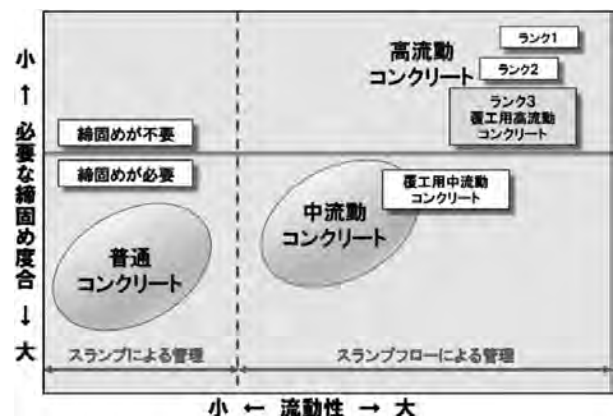 小 ← 必要な締固め度合 → 大
高流動
コンクリート
ランク1
ランク2
ランク3
覆工用高流動
コンクリート
締固めが不要
締固めが必要
普通
コンクリート
中流動
コンクリート
覆工用中流動
コンクリート
スランプによる管理
スランプフローによる管理
小 ← 流動性 → 大